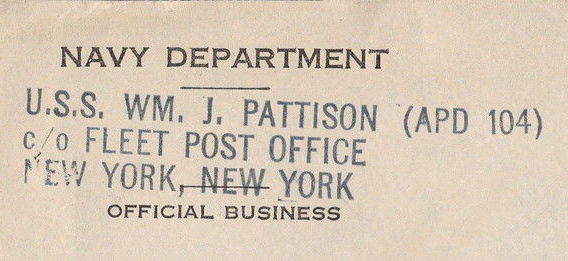 NAVY DEPARTMENT
U.S.S. WM. J. PATTISON (APD 104)
c/o FLEET POST OFFICE
NEW YORK, NEW YORK
OFFICIAL BUSINESS